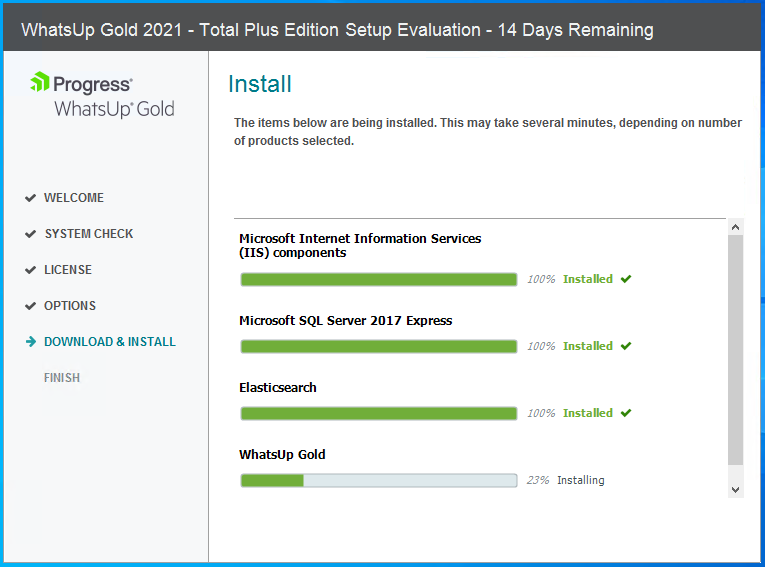 WhatsUp Gold 2021 - Total Plus Edition Setup Evaluation - 14 Days Remaining
Progress®
WhatsUp® Gold
WELCOME
SYSTEM CHECK
LICENSE
OPTIONS
DOWNLOAD & INSTALL
FINISH
Install
The items below are being installed. This may take several minutes, depending on number
of products selected.
Microsoft Internet Information Services
(IIS) components
100% Installed
Microsoft SQL Server 2017 Express
100% Installed
Elasticsearch
100% Installed
WhatsUp Gold
23% Installing